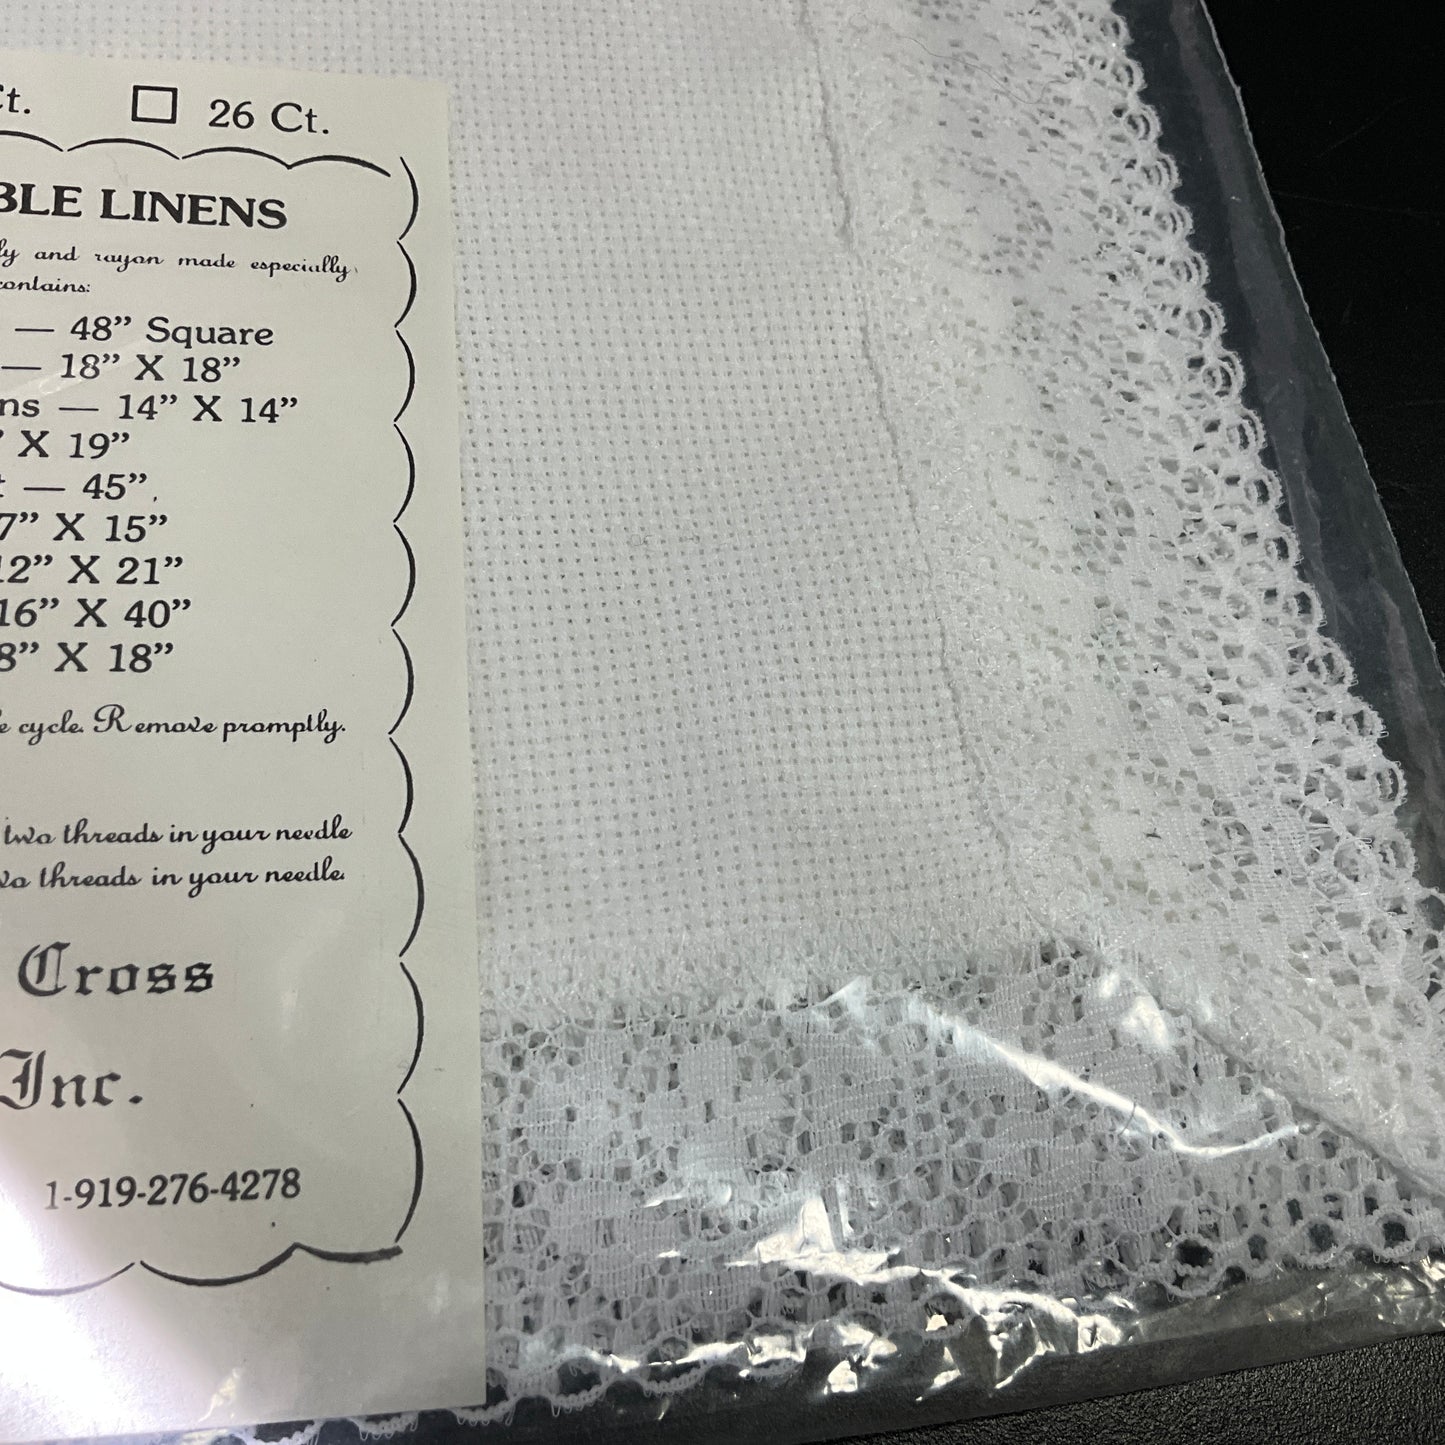 Ct. 26 Ct.
BLE LINENS
ly and rayon made especially
contains:
— 48” Square
— 18” X 18”
ns — 14” X 14”
” X 19”
t — 45”.
7” X 15”
12” X 21”
16” X 40”
8” X 18”
e cycle. Remove promptly.
two threads in your needle
wo threads in your needle.
Cross
Inc.
1-919-276-4278